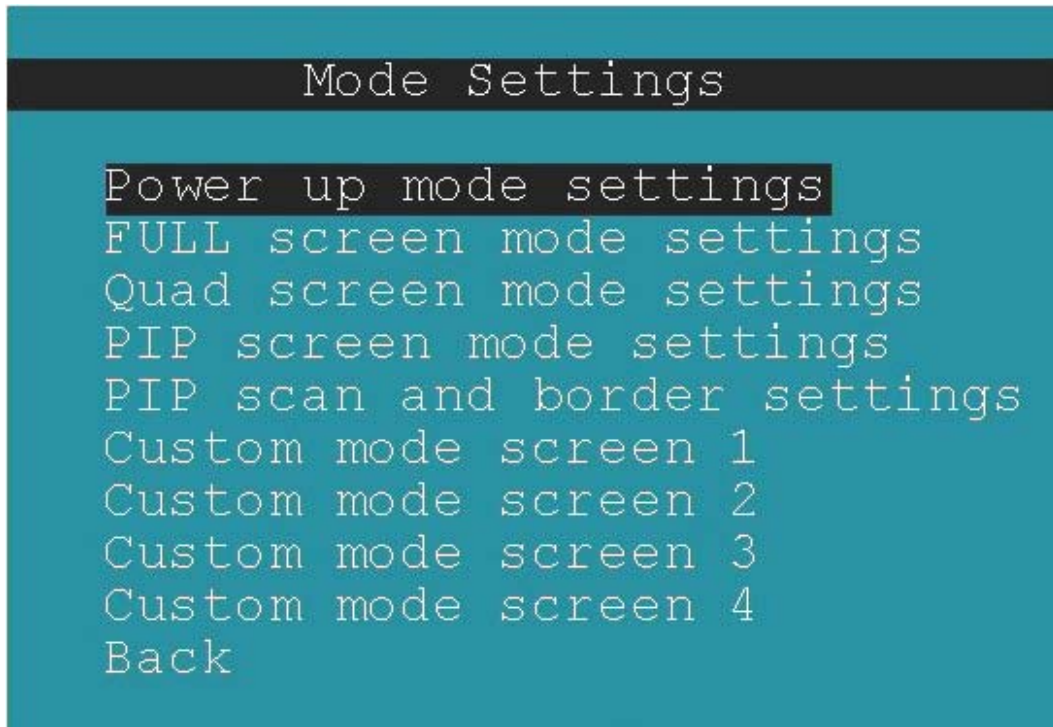 Mode Settings
Power up mode settings
FULL screen mode settings
Quad screen mode settings
PIP screen mode settings
PIP scan and border settings
Custom mode screen 1
Custom mode screen 2
Custom mode screen 3
Custom mode screen 4
Back